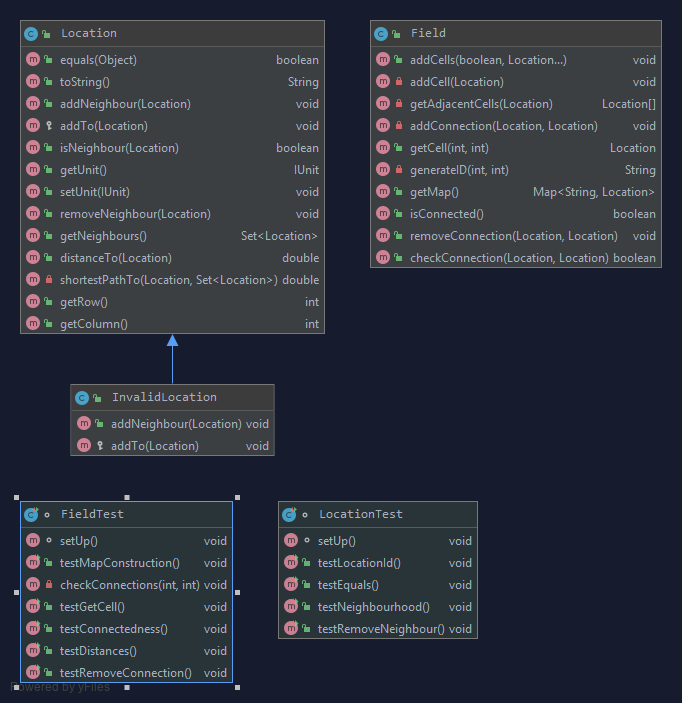 Location
equals(Object) boolean
toString() String
addNeighbour(Location) void
addTo(Location) void
isNeighbour(Location) boolean
getUnit() IUnit
setUnit(IUnit) void
removeNeighbour(Location) void
getNeighbours() Set<Location>
distanceTo(Location) double
shortestPathTo(Location, Set<Location>) double
getRow() int
getColumn() int
Field
addCells(boolean, Location...) void
addCell(Location) void
getAdjacentCells(Location) Location[]
addConnection(Location, Location) void
getCell(int, int) Location
generateID(int, int) String
getMap() Map<String, Location>
isConnected() boolean
removeConnection(Location, Location) void
checkConnection(Location, Location) boolean
InvalidLocation
addNeighbour(Location) void
addTo(Location) void
FieldTest
setUp() void
testMapConstruction() void
checkConnections(int, int) void
testGetCell() void
testConnectedness() void
testDistances() void
testRemoveConnection() void
LocationTest
setUp() void
testLocationId() void
testEquals() void
testNeighbourhood() void
testRemoveNeighbour() void
Powered by yFiles